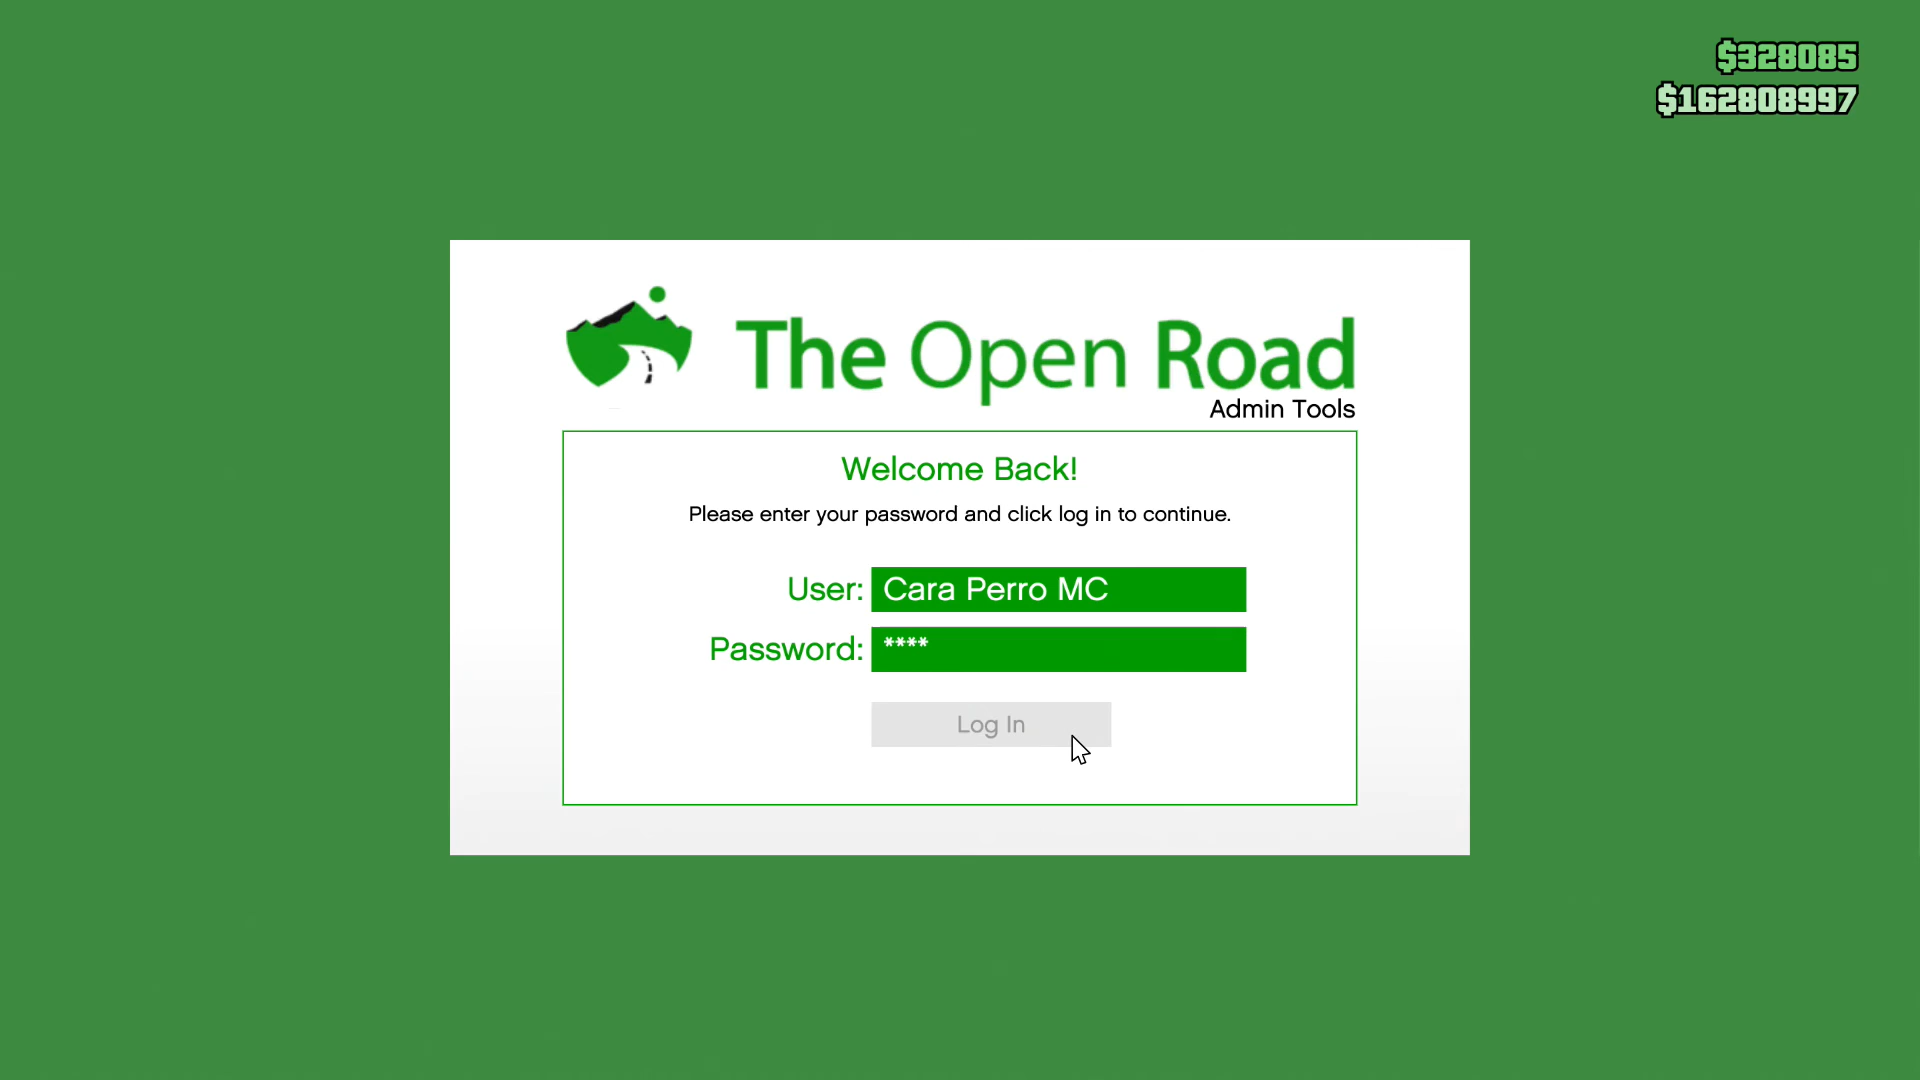 $328085
$162808997
The Open Road
Admin Tools
Welcome Back!
Please enter your password and click log in to continue.
User: Cara Perro MC
Password: ****
Log In